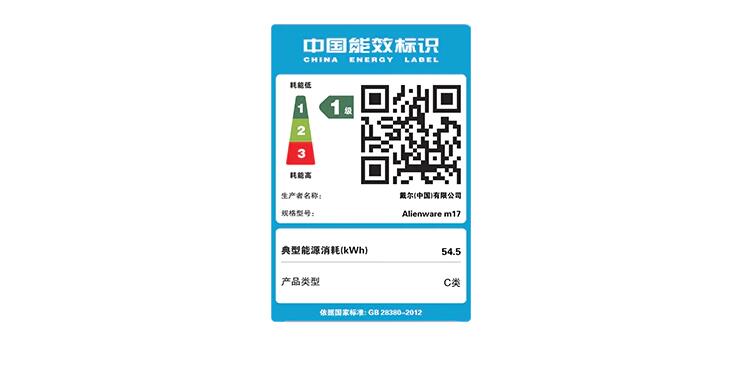 中国能效标识
CHINA ENERGY LABEL
耗能低
1
1级
2
3
耗能高
生产者名称:
戴尔(中国)有限公司
规格型号:
Alienware m17
典型能源消耗(kWh)
54.5
产品类型
C类
依据国家标准: GB 28380-2012